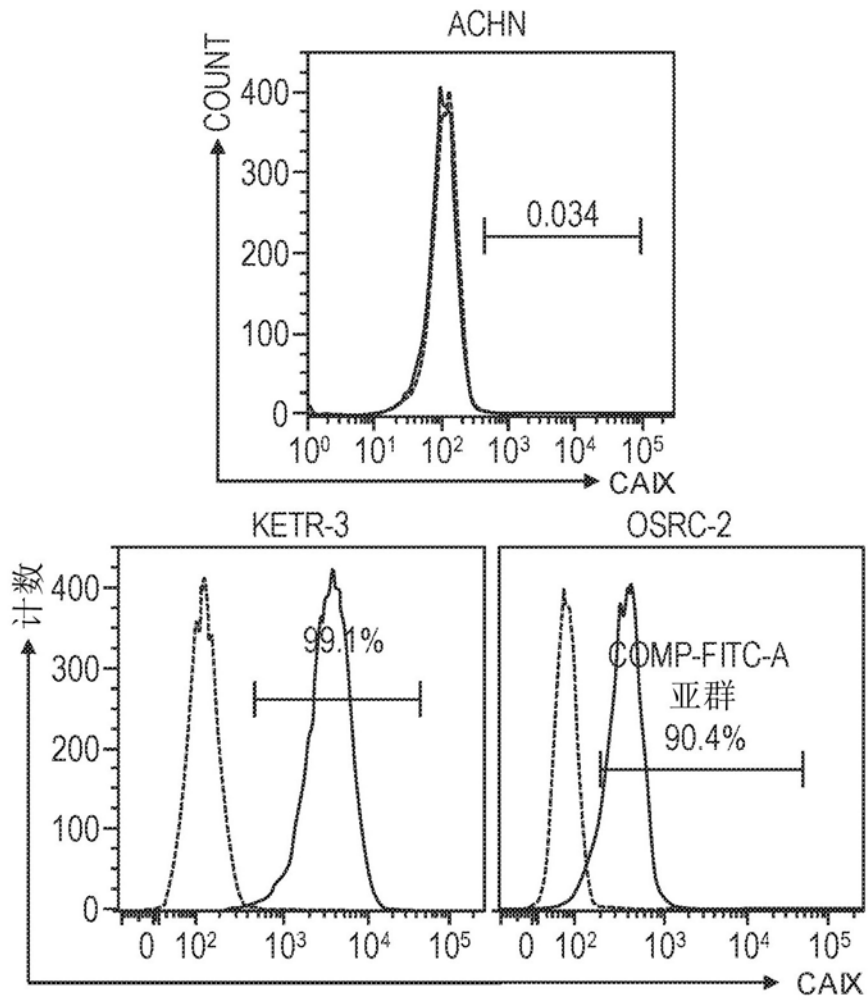 ACHN
COUNT
400
300
200
100
0
0.034
10⁰ 10¹ 10² 10³ 10⁴ 10⁵
CAIX
KETR-3
OSRC-2
计数
400
300
200
100
0
99.1%
COMP-FITC-A
亚群
90.4%
0 10² 10³ 10⁴ 10⁵
0 10² 10³ 10⁴ 10⁵
CAIX